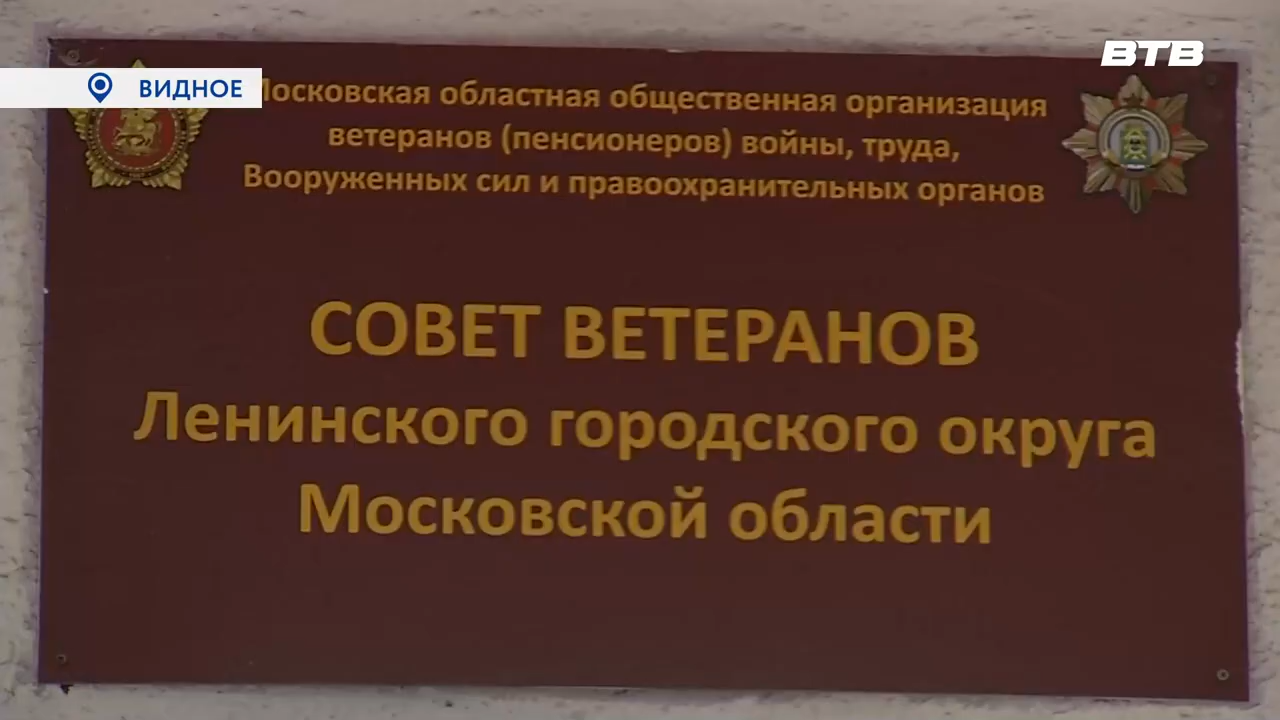 ВТВ
ВИДНОЕ
Московская областная общественная организация
ветеранов (пенсионеров) войны, труда,
Вооруженных сил и правоохранительных органов
СОВЕТ ВЕТЕРАНОВ
Ленинского городского округа
Московской области